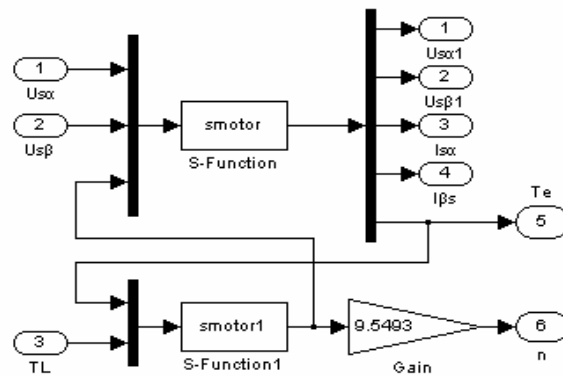 1
Usα
2
Usβ
smotor
S-Function
1
Usα1
2
Usβ1
3
Isα
4
Iβs
Te
5
3
TL
smotor1
S-Function1
9.5493
Gain
6
n